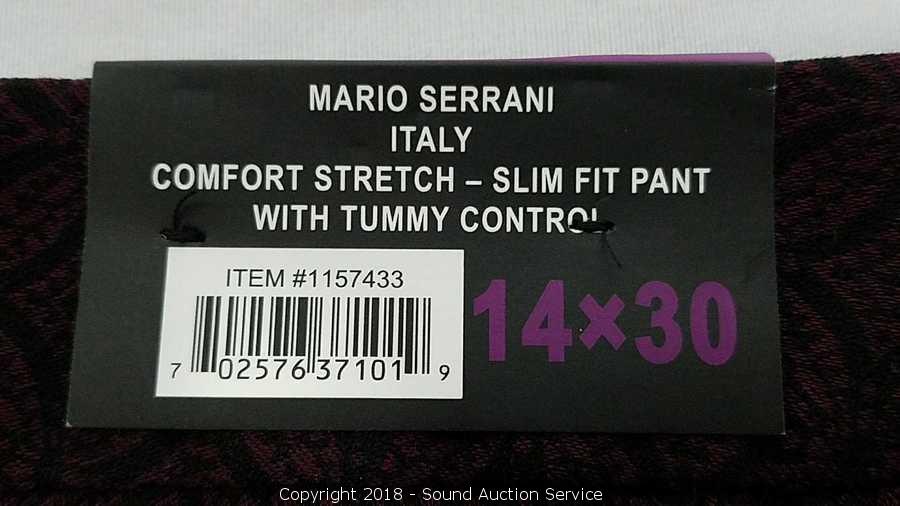 MARIO SERRANI
ITALY
COMFORT STRETCH – SLIM FIT PANT
WITH TUMMY CONTROL
ITEM #1157433
14×30
7 02576 37101 9
Copyright 2018 - Sound Auction Service